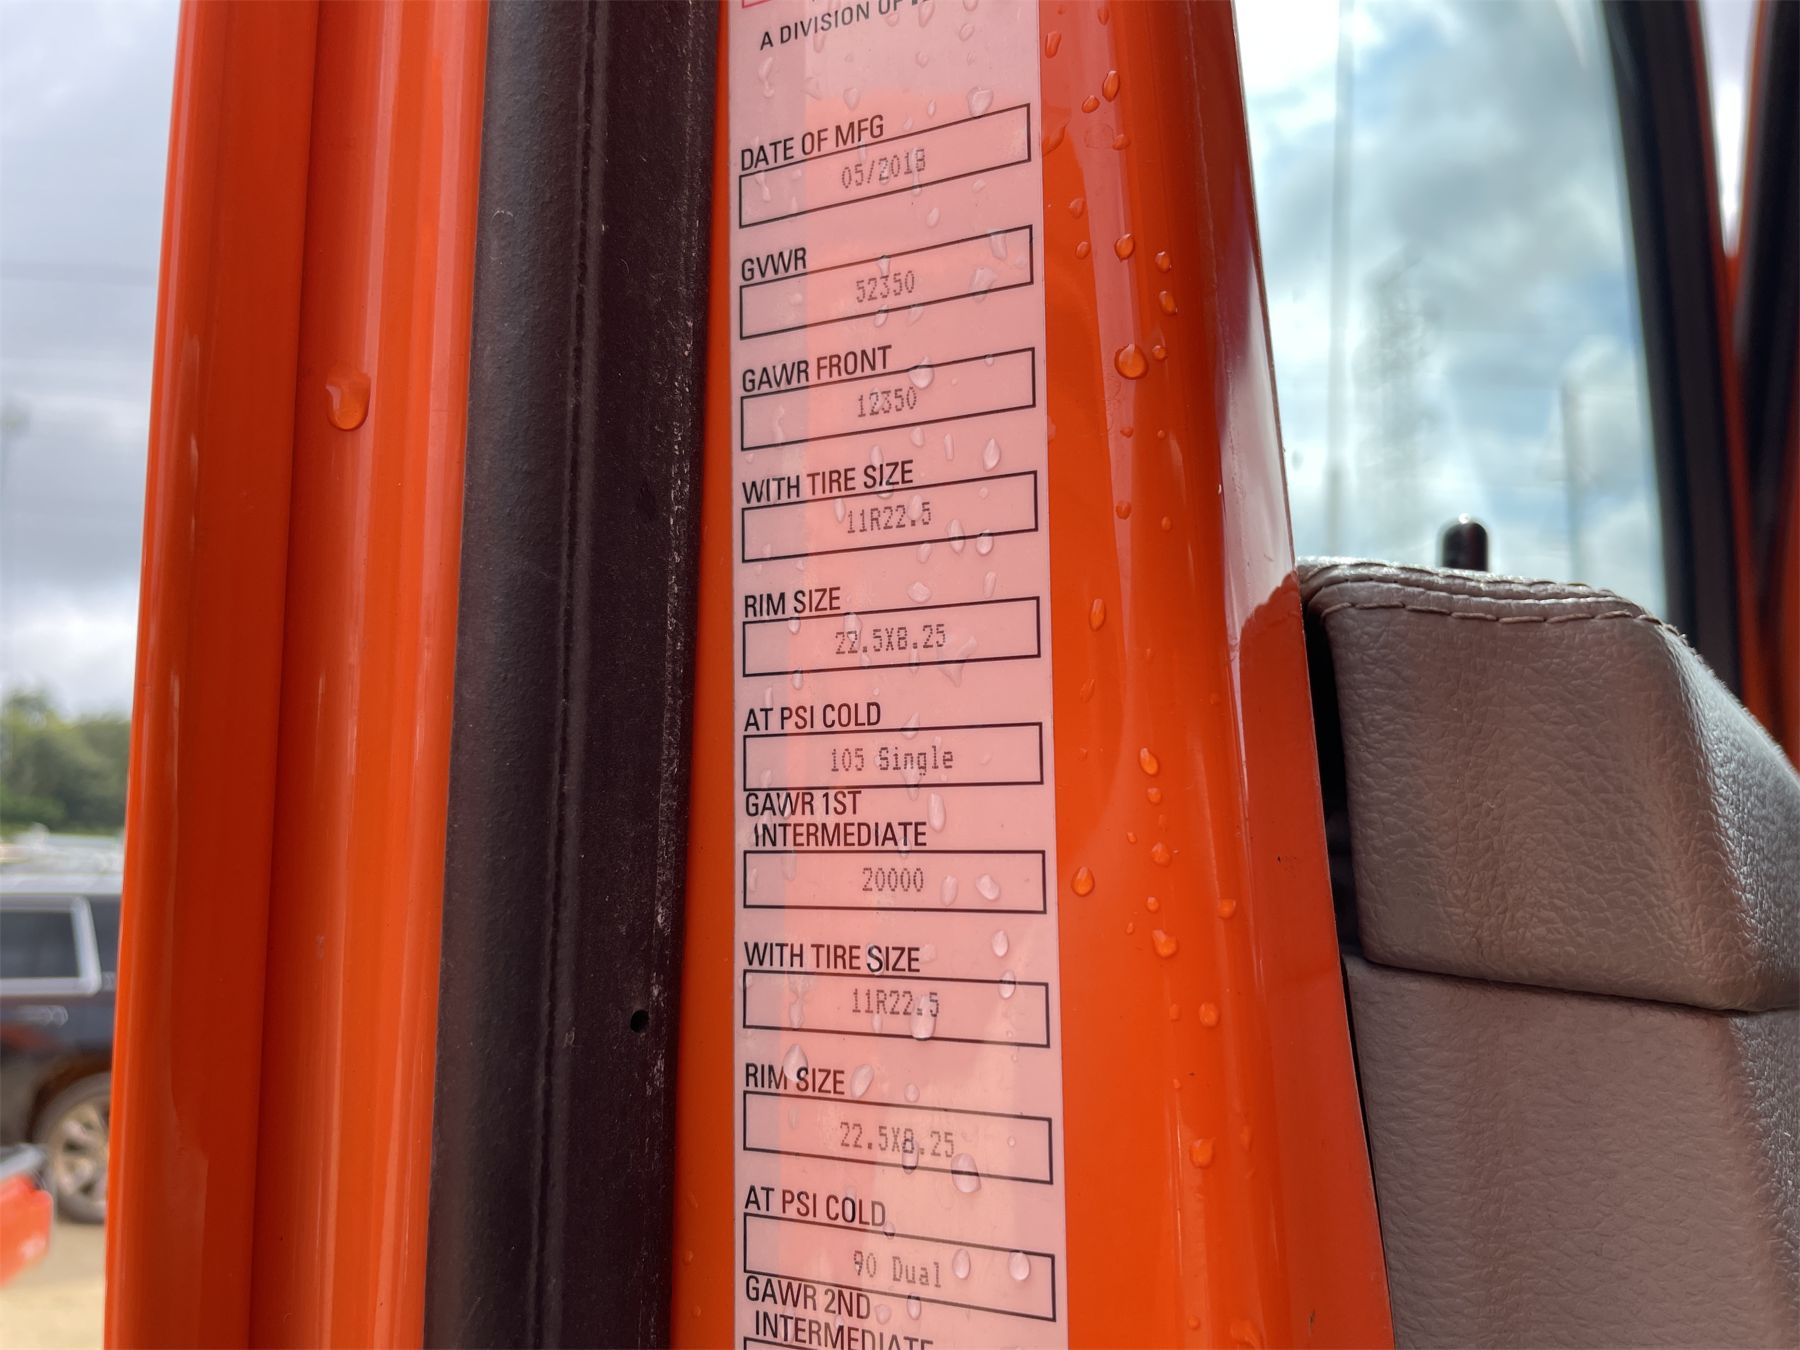 A DIVISION OF
DATE OF MFG
05/2018
GVWR
52350
GAWR FRONT
12350
WITH TIRE SIZE
11R22.5
RIM SIZE
22.5X8.25
AT PSI COLD
105 Single
GAWR 1ST
INTERMEDIATE
20000
WITH TIRE SIZE
11R22.5
RIM SIZE
22.5X8.25
AT PSI COLD
90 Dual
GAWR 2ND
INTERMEDIATE